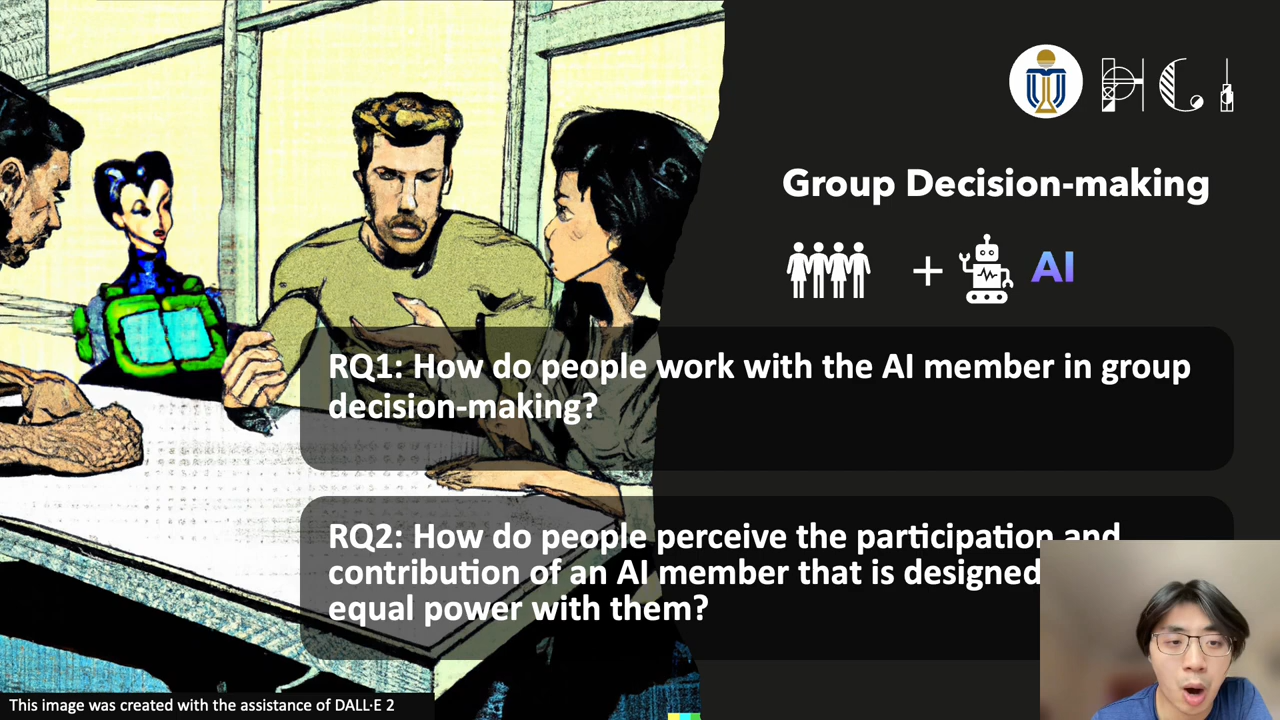 HCI
Group Decision-making
+ AI
RQ1: How do people work with the AI member in group
decision-making?
RQ2: How do people perceive the participation and
contribution of an AI member that is designed
equal power with them?
This image was created with the assistance of DALL·E 2